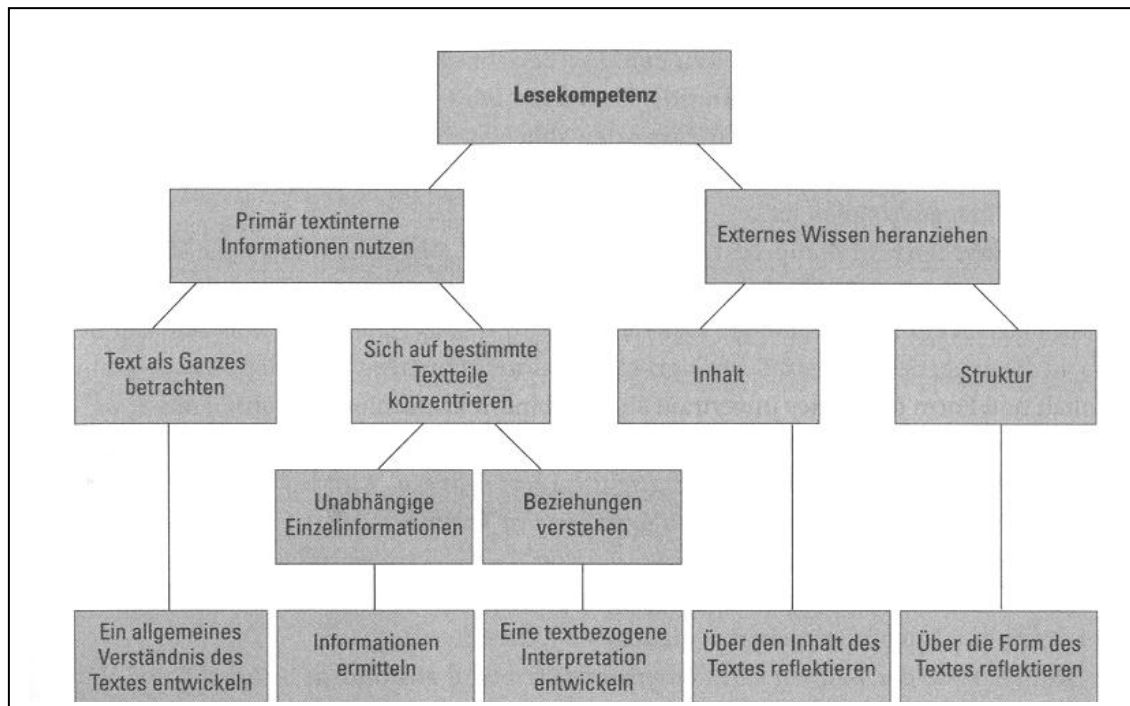 Lesekompetenz
Primär textinterne
Informationen nutzen
Externes Wissen heranziehen
Text als Ganzes
betrachten
Sich auf bestimmte
Textteile
konzentrieren
Inhalt
Struktur
Unabhängige
Einzelinformationen
Beziehungen
verstehen
Ein allgemeines
Verständnis des
Textes entwickeln
Informationen
ermitteln
Eine textbezogene
Interpretation
entwickeln
Über den Inhalt des
Textes reflektieren
Über die Form des
Textes reflektieren